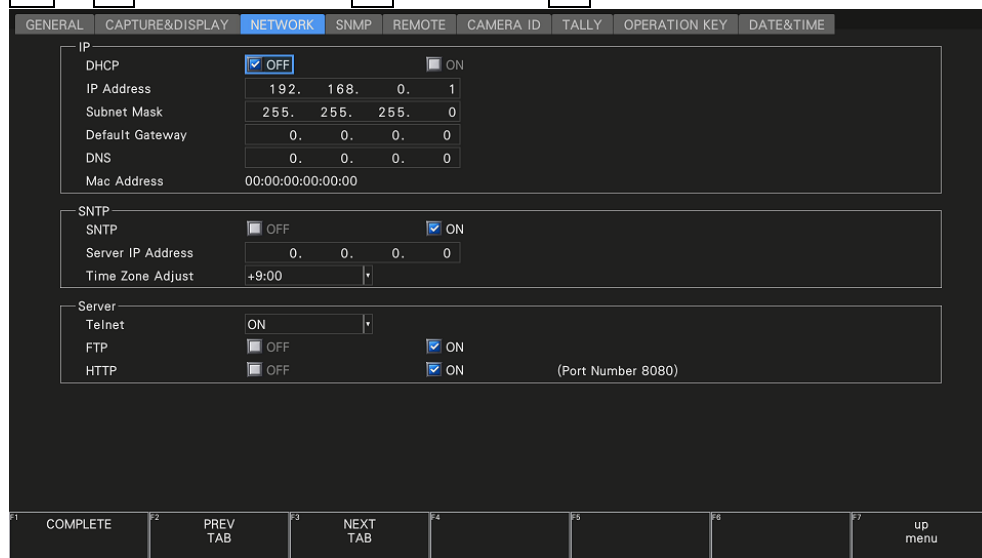 GENERAL CAPTURE&DISPLAY NETWORK SNMP REMOTE CAMERA ID TALLY OPERATION KEY DATE&TIME
IP
DHCP OFF ON
IP Address 192. 168. 0. 1
Subnet Mask 255. 255. 255. 0
Default Gateway 0. 0. 0. 0
DNS 0. 0. 0. 0
Mac Address 00:00:00:00:00:00
SNTP
SNTP OFF ON
Server IP Address 0. 0. 0. 0
Time Zone Adjust +9:00
Server
Telnet ON
FTP OFF ON
HTTP OFF ON (Port Number 8080)
F1 COMPLETE F2 PREV F3 NEXT F4 F5 F6 F7 up
TAB TAB menu